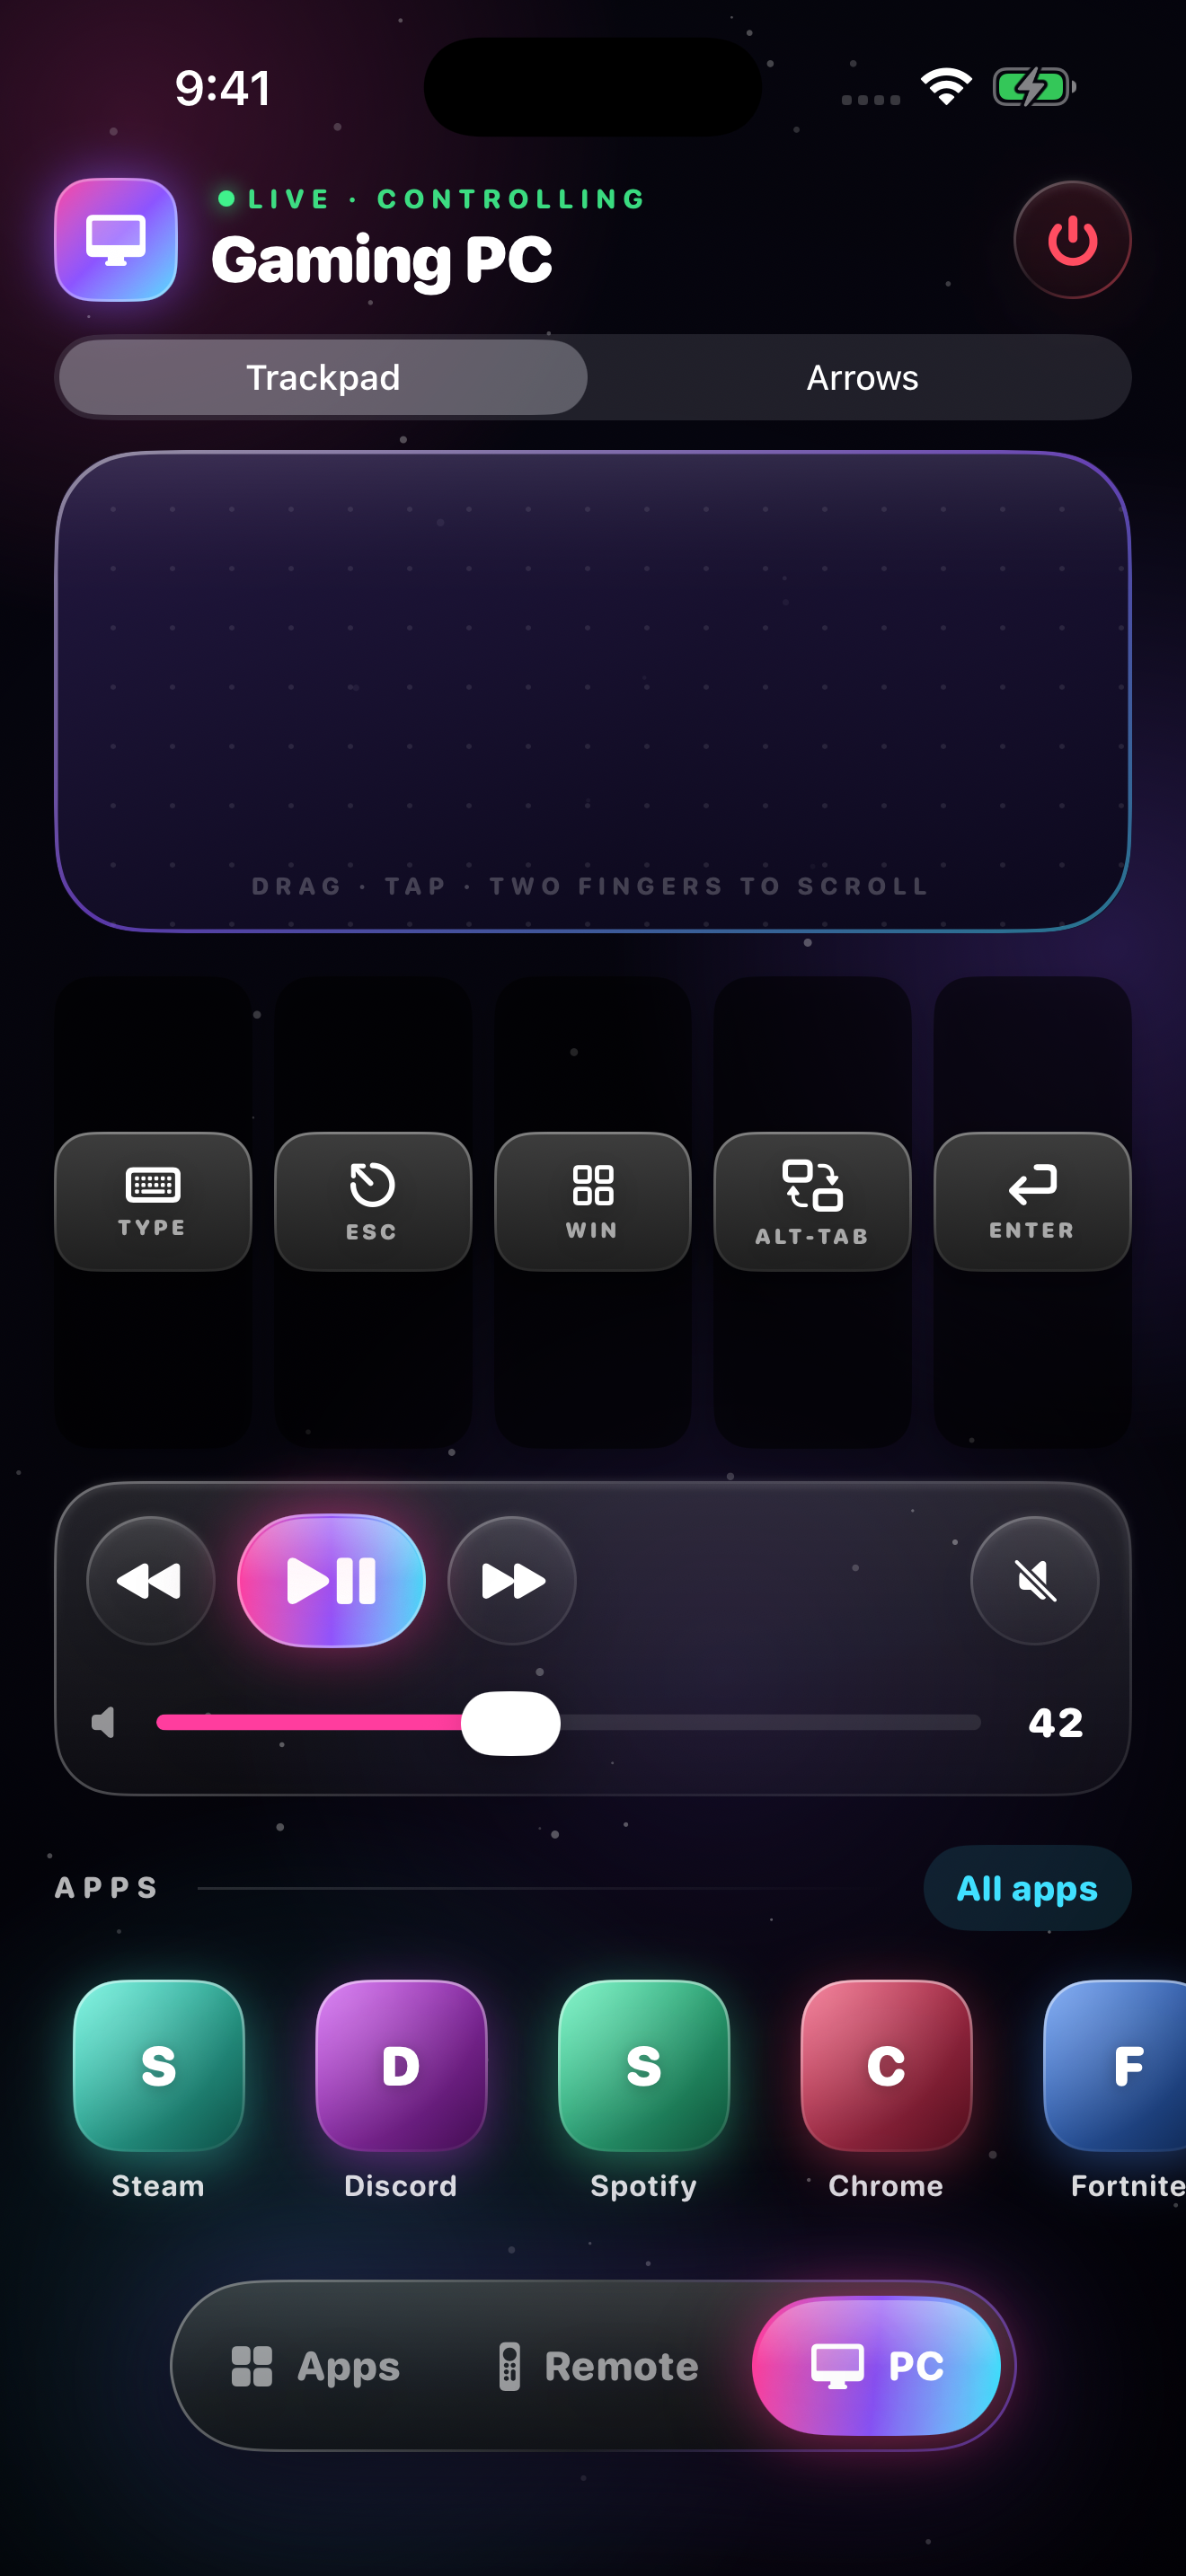 9:41
LIVE · CONTROLLING
Gaming PC
Trackpad
Arrows
DRAG · TAP · TWO FINGERS TO SCROLL
TYPE
ESC
WIN
ALT-TAB
ENTER
42
APPS
All apps
S
D
S
C
F
Steam
Discord
Spotify
Chrome
Fortnite
Apps
Remote
PC